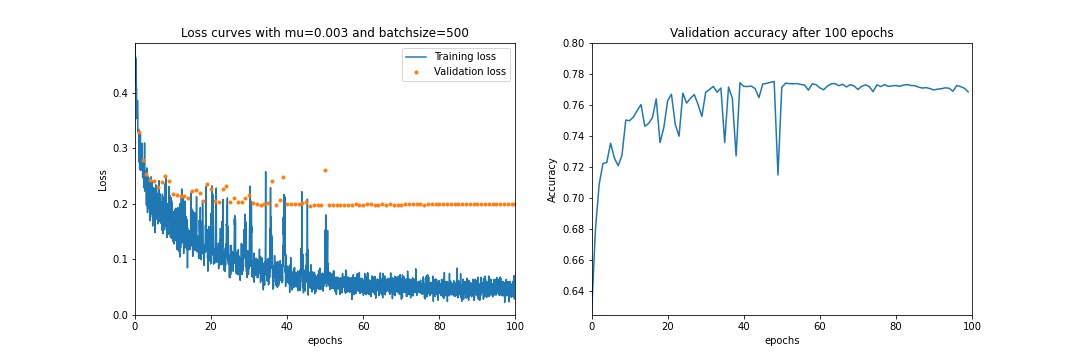 Loss curves with mu=0.003 and batchsize=500
Training loss
Validation loss
Loss
0.4
0.3
0.2
0.1
0.0
0 20 40 60 80 100
epochs
Validation accuracy after 100 epochs
Accuracy
0.80
0.78
0.76
0.74
0.72
0.70
0.68
0.66
0.64
0 20 40 60 80 100
epochs